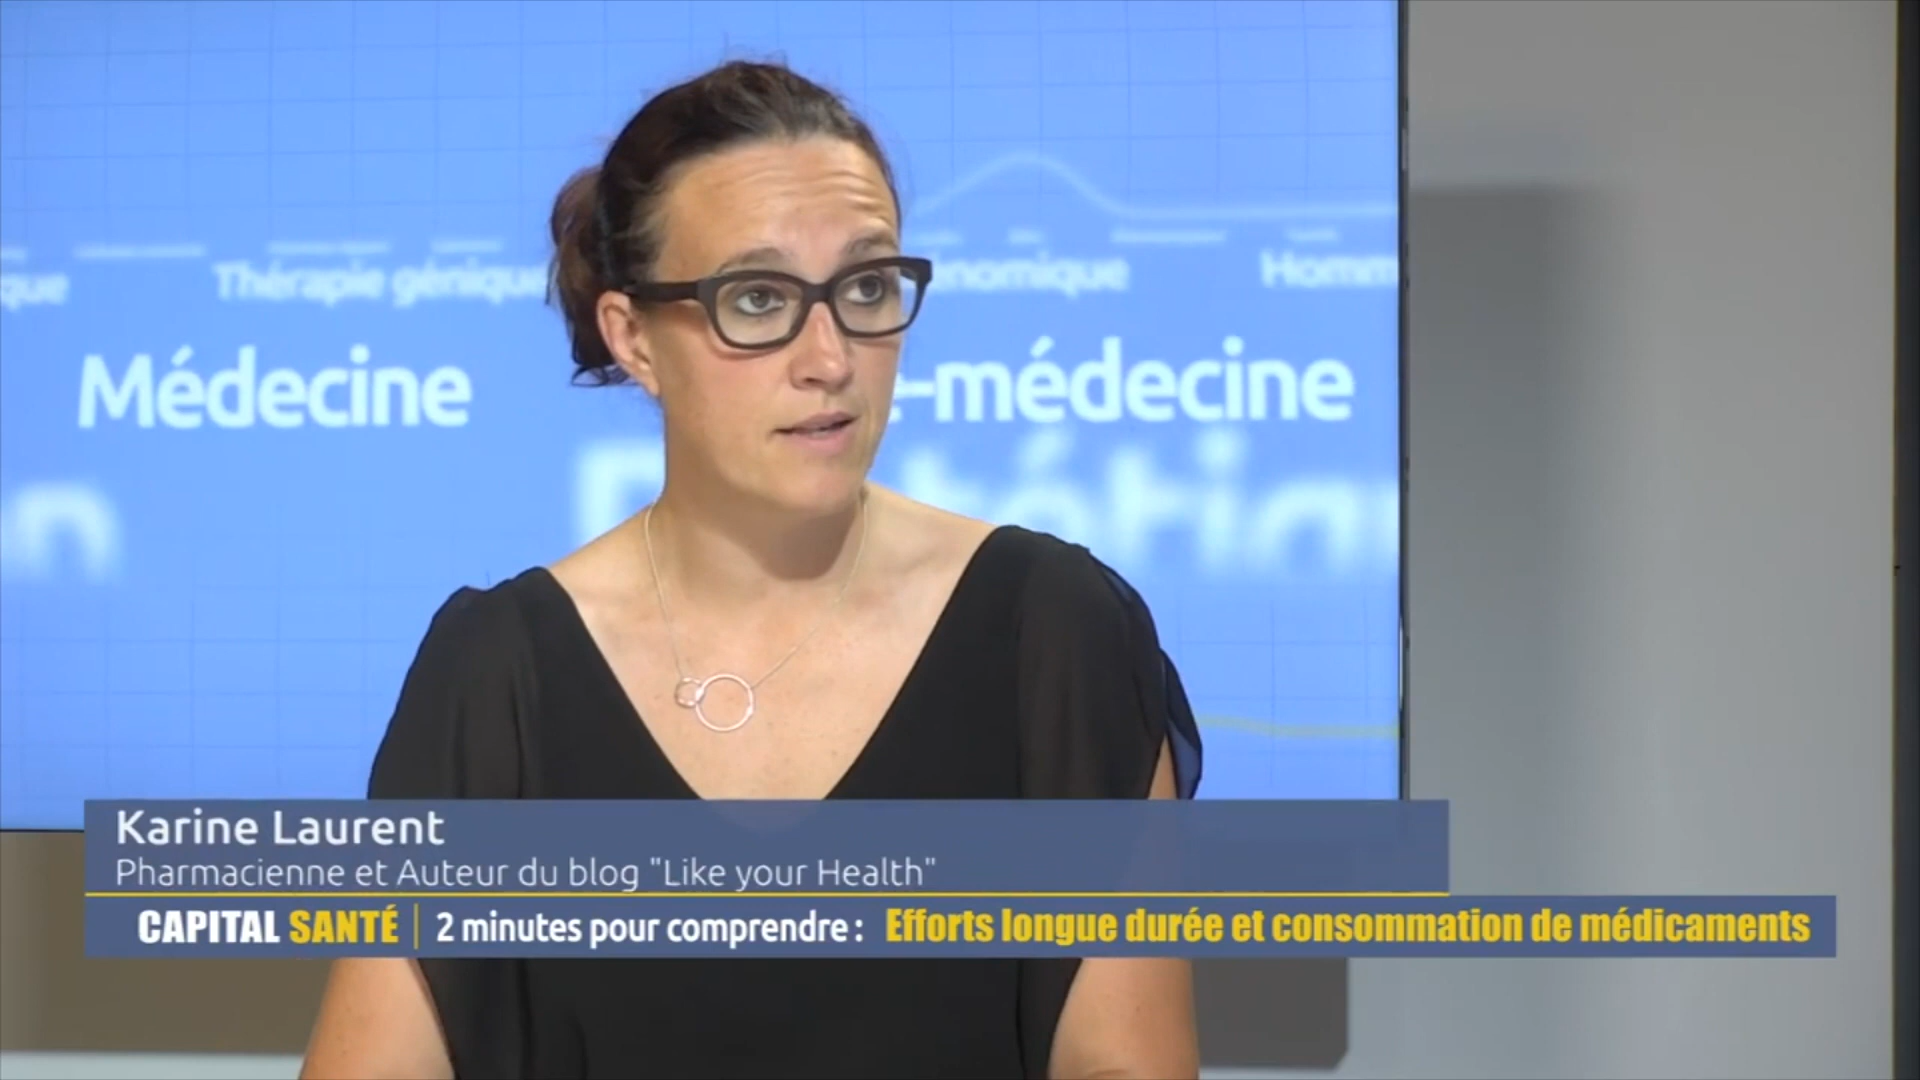 Thérapie génique
Médecine
e-médecine
Karine Laurent
Pharmacienne et Auteur du blog "Like your Health"
CAPITAL SANTÉ | 2 minutes pour comprendre : Efforts longue durée et consommation de médicaments